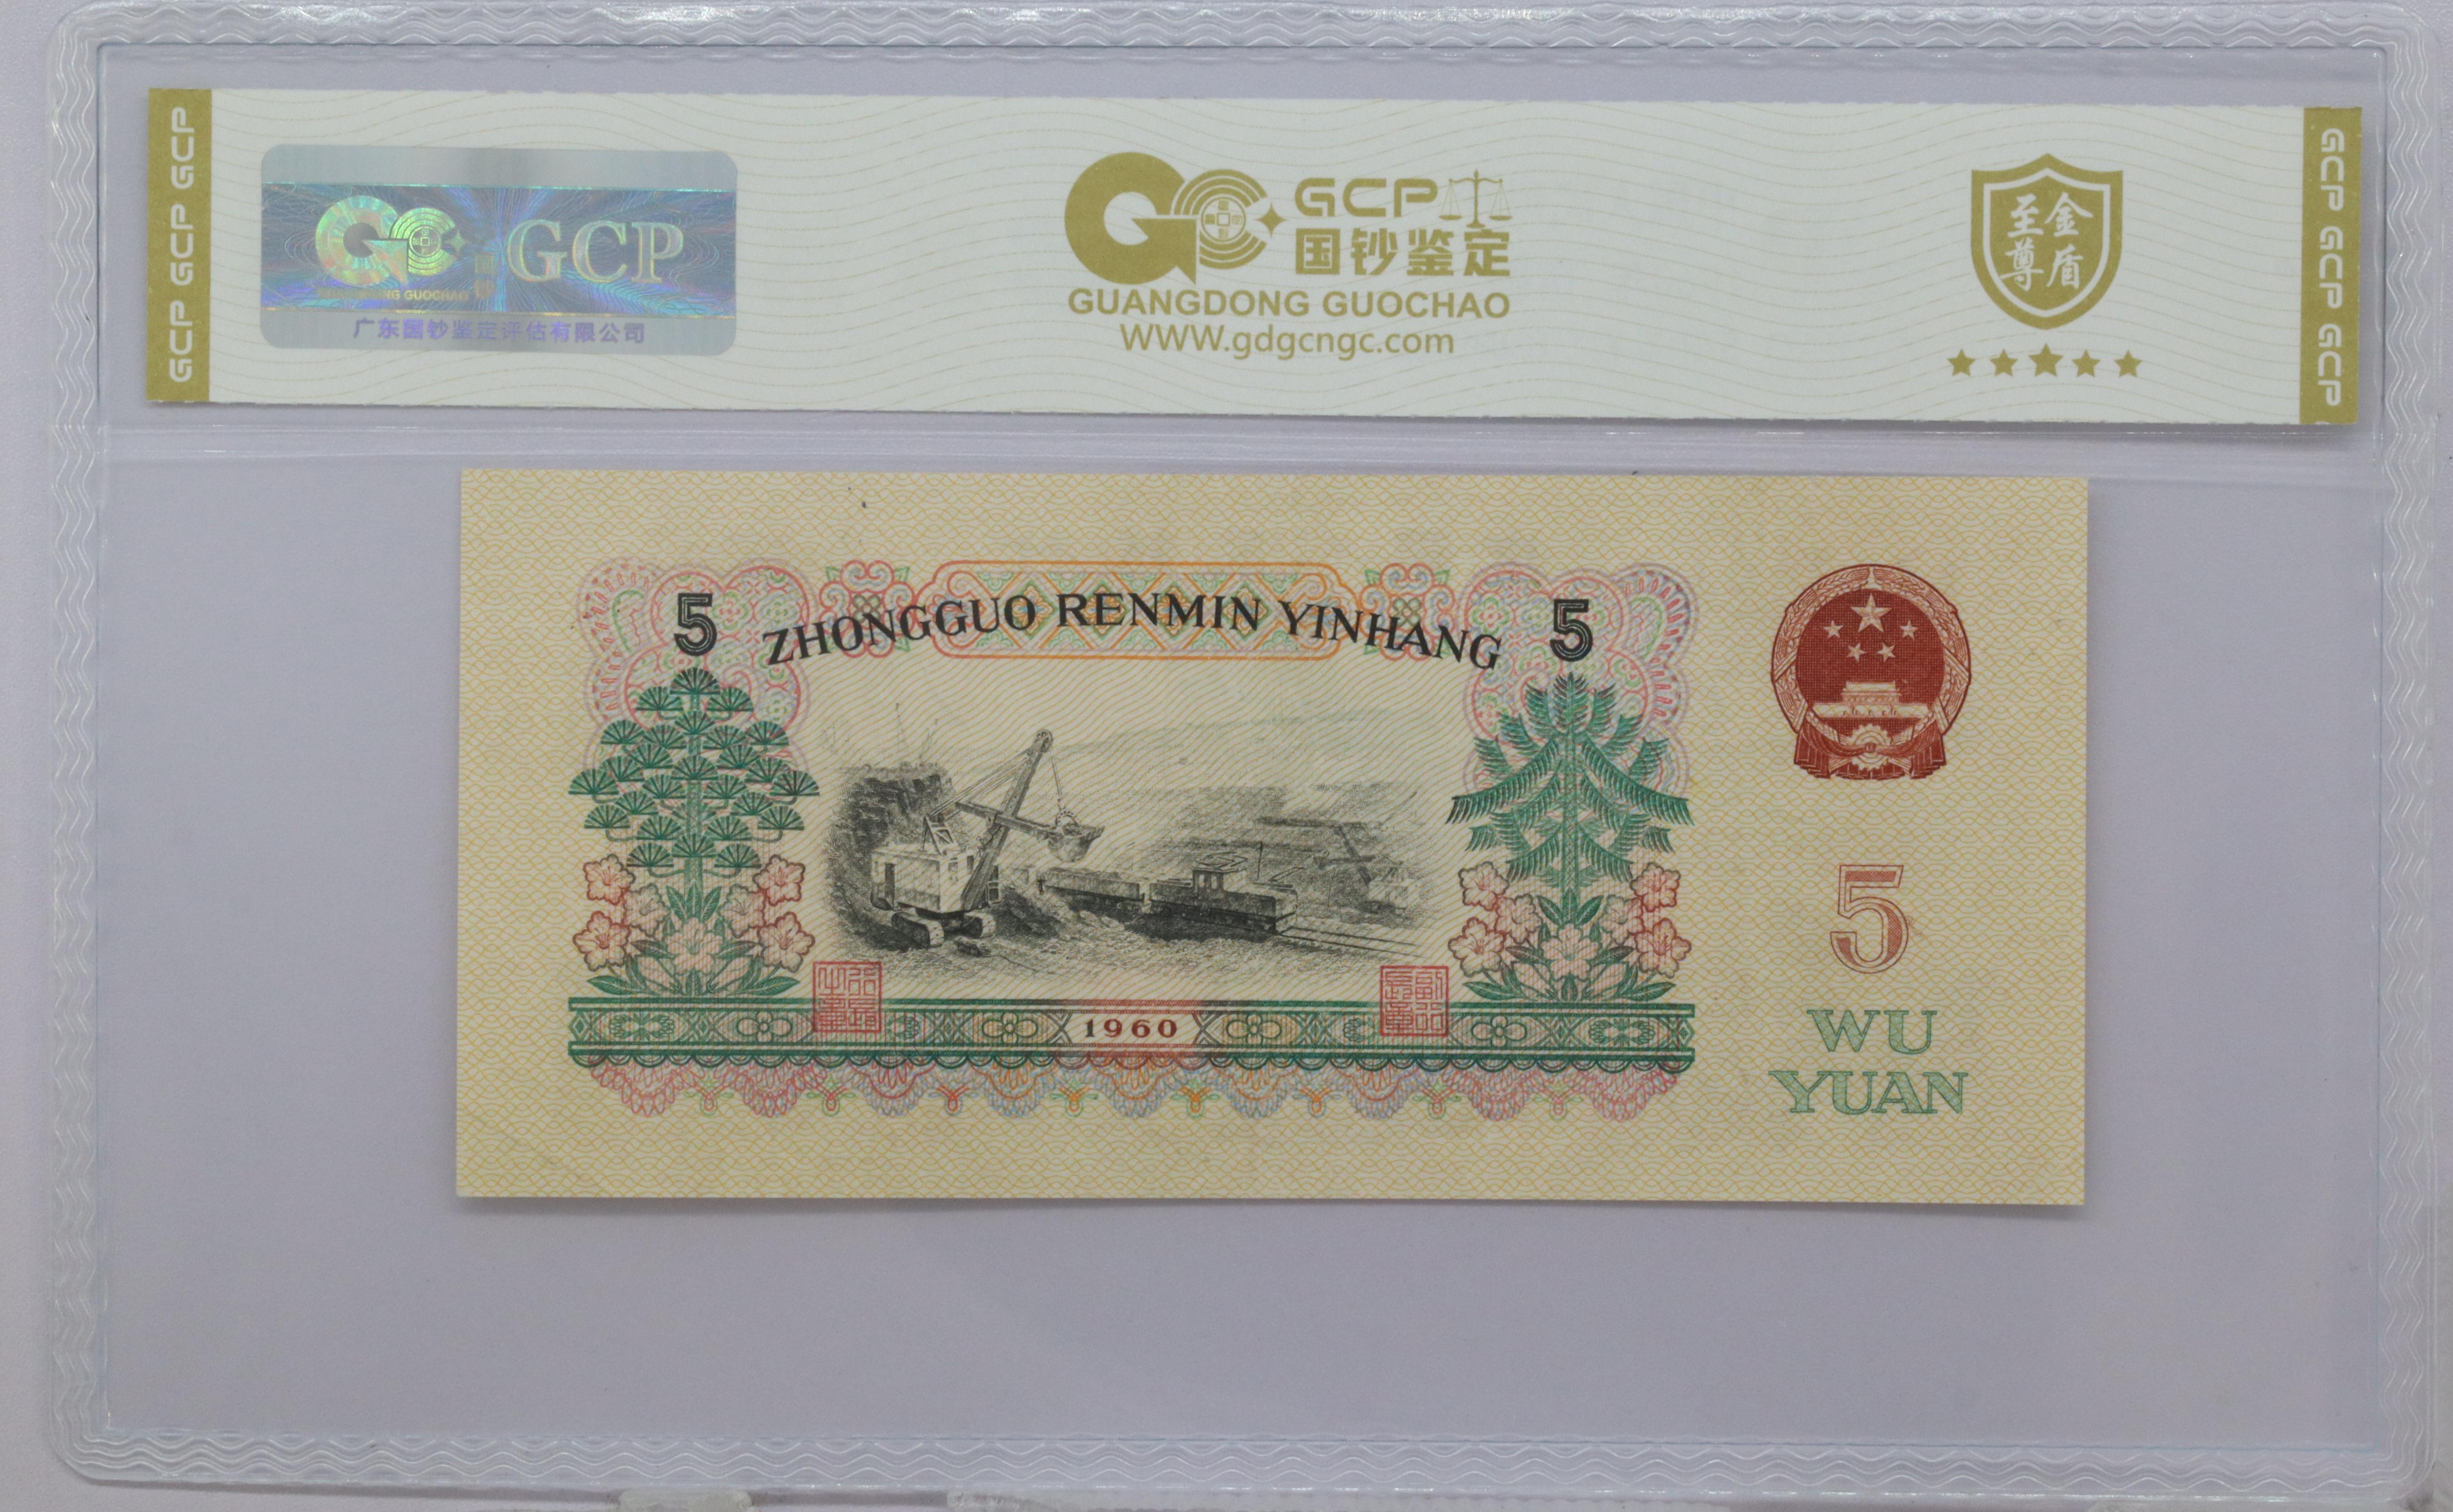 GCP GCP GCP
GCP
GUANGDONG GUOCHAO
广东国钞鉴定评估有限公司
GCP
国钞鉴定
GUANGDONG GUOCHAO
WWW.gdgcngc.com
至尊
金盾
GCP GCP GCP
5 ZHONGGUO RENMIN YINHANG 5
1960
5
WU
YUAN